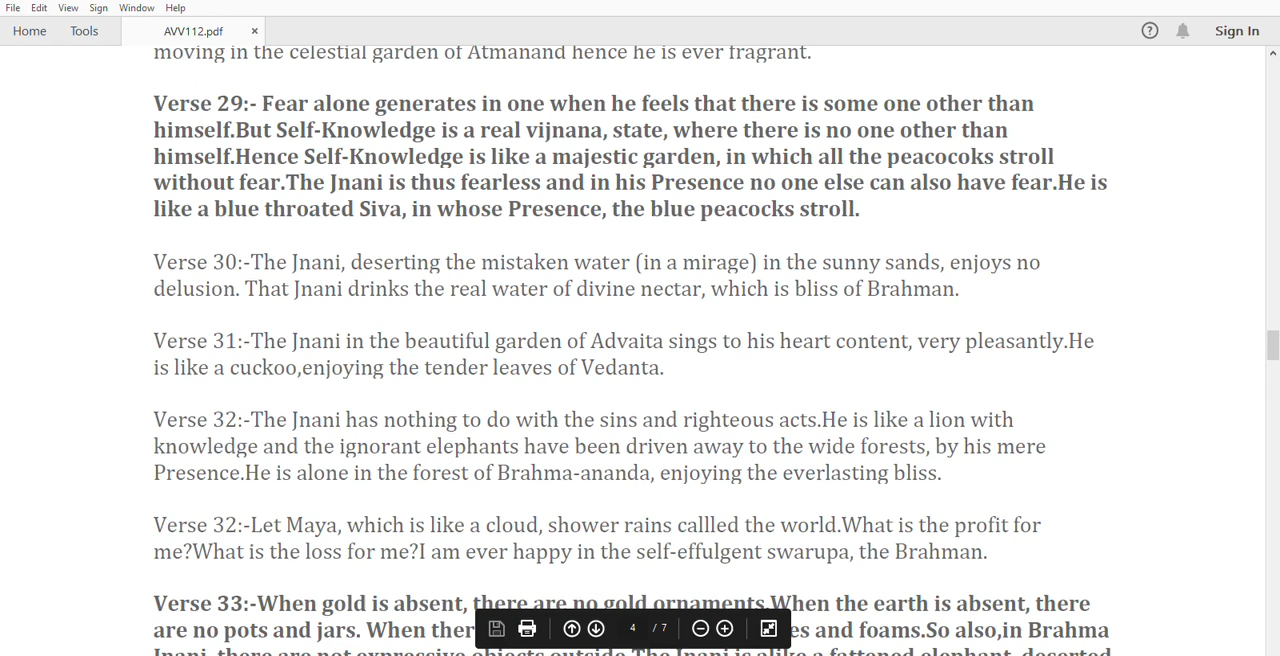 File Edit View Sign Window Help
Home Tools AVV112.pdf × ? Sign In
moving in the celestial garden of Atmanand hence he is ever fragrant.
Verse 29:- Fear alone generates in one when he feels that there is some one other than
himself.But Self-Knowledge is a real vijnana, state, where there is no one other than
himself.Hence Self-Knowledge is like a majestic garden, in which all the peacocoks stroll
without fear.The Jnani is thus fearless and in his Presence no one else can also have fear.He is
like a blue throated Siva, in whose Presence, the blue peacocks stroll.
Verse 30:-The Jnani, deserting the mistaken water (in a mirage) in the sunny sands, enjoys no
delusion. That Jnani drinks the real water of divine nectar, which is bliss of Brahman.
Verse 31:-The Jnani in the beautiful garden of Advaita sings to his heart content, very pleasantly.He
is like a cuckoo,enjoying the tender leaves of Vedanta.
Verse 32:-The Jnani has nothing to do with the sins and righteous acts.He is like a lion with
knowledge and the ignorant elephants have been driven away to the wide forests, by his mere
Presence.He is alone in the forest of Brahma-ananda, enjoying the everlasting bliss.
Verse 32:-Let Maya, which is like a cloud, shower rains callled the world.What is the profit for
me?What is the loss for me?I am ever happy in the self-effulgent swarupa, the Brahman.
Verse 33:-When gold is absent, there are no gold ornaments.When the earth is absent, there
are no pots and jars. When ther es and foams.So also,in Brahma
Jnani, there are not expressive objects outside.The Jnani is alike a fattened elephant, deserted
4 / 7